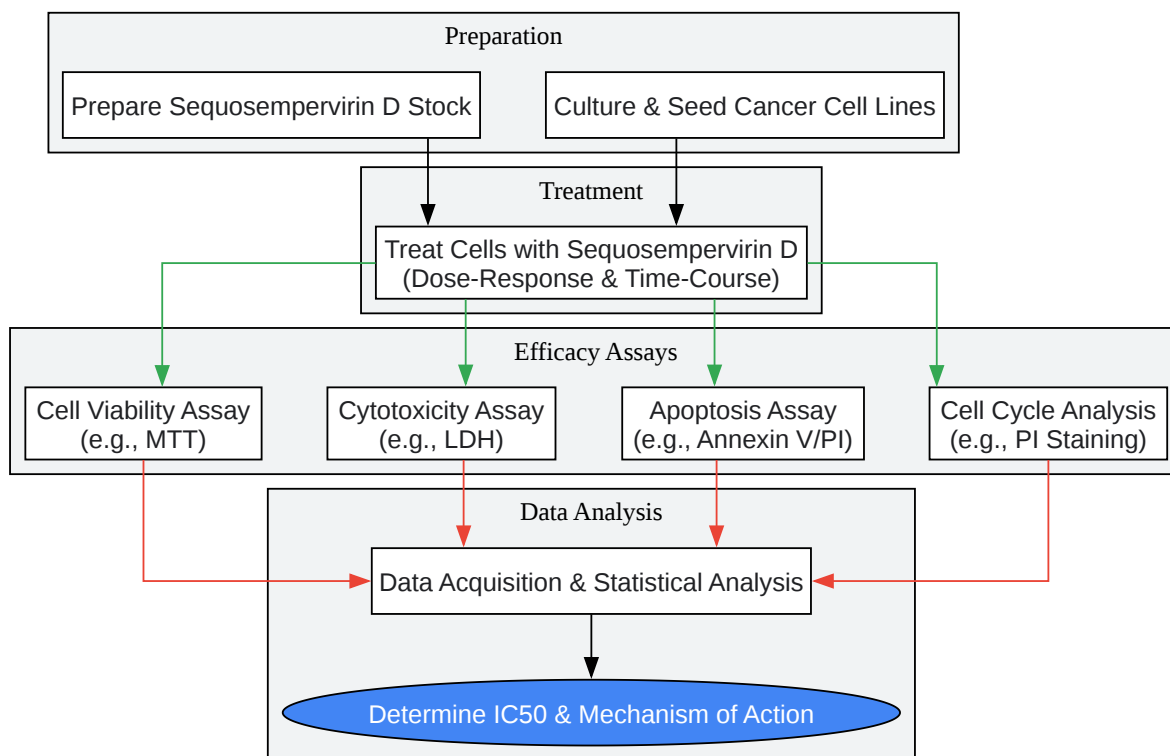 Preparation
Prepare Sequosempervirin D Stock
Culture & Seed Cancer Cell Lines
Treatment
Treat Cells with Sequosempervirin D
(Dose-Response & Time-Course)
Efficacy Assays
Cell Viability Assay
(e.g., MTT)
Cytotoxicity Assay
(e.g., LDH)
Apoptosis Assay
(e.g., Annexin V/PI)
Cell Cycle Analysis
(e.g., PI Staining)
Data Analysis
Data Acquisition & Statistical Analysis
Determine IC50 & Mechanism of Action